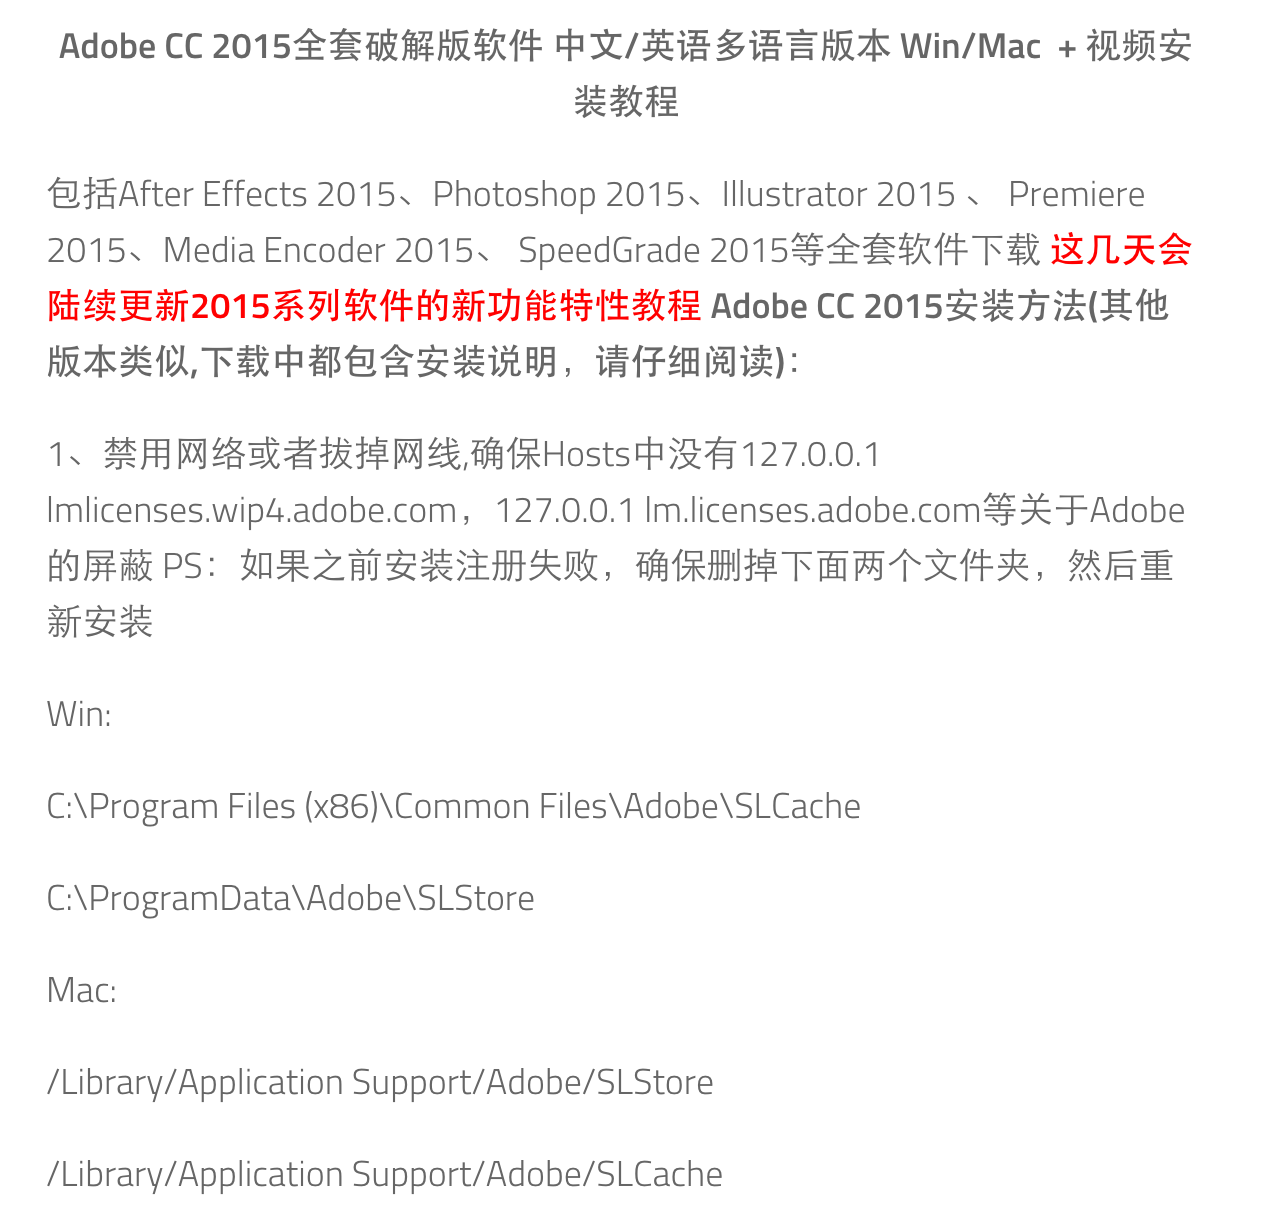 Adobe CC 2015全套破解版软件 中文/英语多语言版本 Win/Mac + 视频安
装教程
包括After Effects 2015、Photoshop 2015、Illustrator 2015 、 Premiere
2015、Media Encoder 2015、 SpeedGrade 2015等全套软件下载 这几天会
陆续更新2015系列软件的新功能特性教程 Adobe CC 2015安装方法(其他
版本类似,下载中都包含安装说明，请仔细阅读)：
1、禁用网络或者拔掉网线,确保Hosts中没有127.0.0.1
lmlicenses.wip4.adobe.com，127.0.0.1 lm.licenses.adobe.com等关于Adobe
的屏蔽 PS：如果之前安装注册失败，确保删掉下面两个文件夹，然后重
新安装
Win:
C:\Program Files (x86)\Common Files\Adobe\SLCache
C:\ProgramData\Adobe\SLStore
Mac:
/Library/Application Support/Adobe/SLStore
/Library/Application Support/Adobe/SLCache